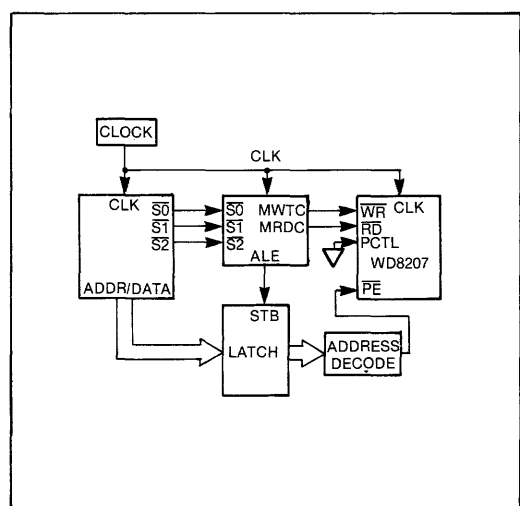 CLOCK
CLK
CLK
S0
S1
S2
ADDR/DATA
S0
S1
S2
MWTC
MRDC
ALE
CLK
WR
RD
PCTL
WD8207
PE
STB
LATCH
ADDRESS
DECODE